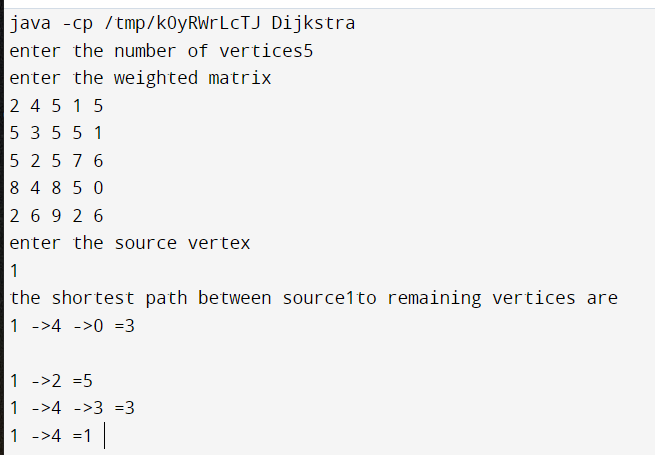 java -cp /tmp/kOyRWrLcTJ Dijkstra
enter the number of vertices5
enter the weighted matrix
2 4 5 1 5
5 3 5 5 1
5 2 5 7 6
8 4 8 5 0
2 6 9 2 6
enter the source vertex
1
the shortest path between source1to remaining vertices are
1 ->4 ->0 =3
1 ->2 =5
1 ->4 ->3 =3
1 ->4 =1